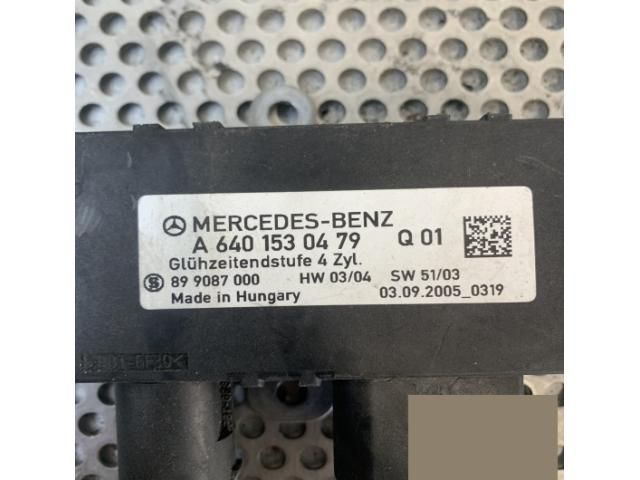 MERCEDES-BENZ
A 640 153 04 79 Q 01
Glühzeitendstufe 4 Zyl.
89 9087 000 HW 03/04 SW 51/03
Made in Hungary 03.09.2005_0319